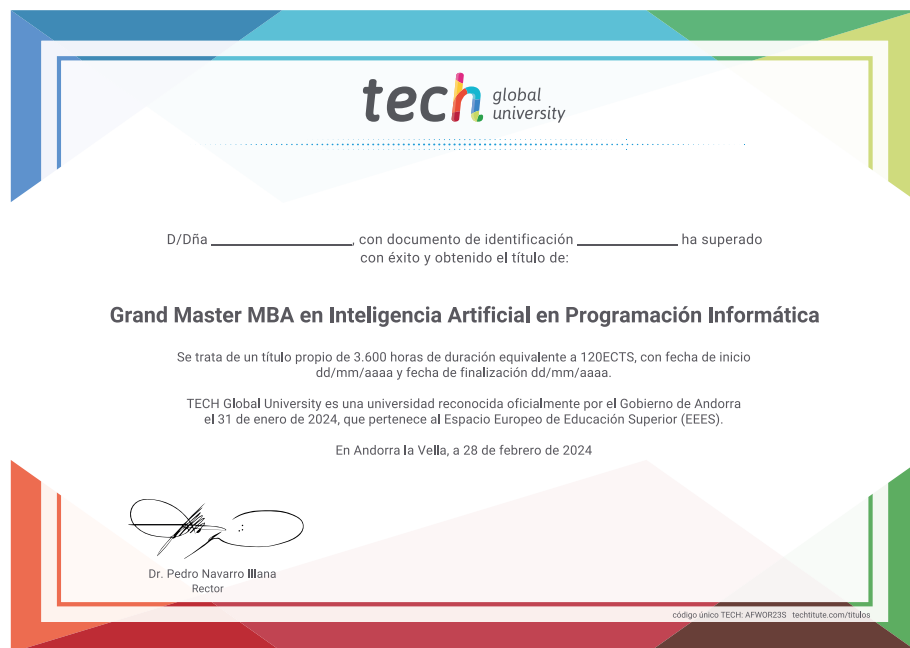 tech global university
D/Dña ______________, con documento de identificación __________ ha superado
con éxito y obtenido el título de:
Grand Master MBA en Inteligencia Artificial en Programación Informática
Se trata de un título propio de 3.600 horas de duración equivalente a 120ECTS, con fecha de inicio
dd/mm/aaaa y fecha de finalización dd/mm/aaaa.
TECH Global University es una universidad reconocida oficialmente por el Gobierno de Andorra
el 31 de enero de 2024, que pertenece al Espacio Europeo de Educación Superior (EEES).
En Andorra la Vella, a 28 de febrero de 2024
Dr. Pedro Navarro Illana
Rector
código único TECH: AFWOR23S techtitute.com/titulos